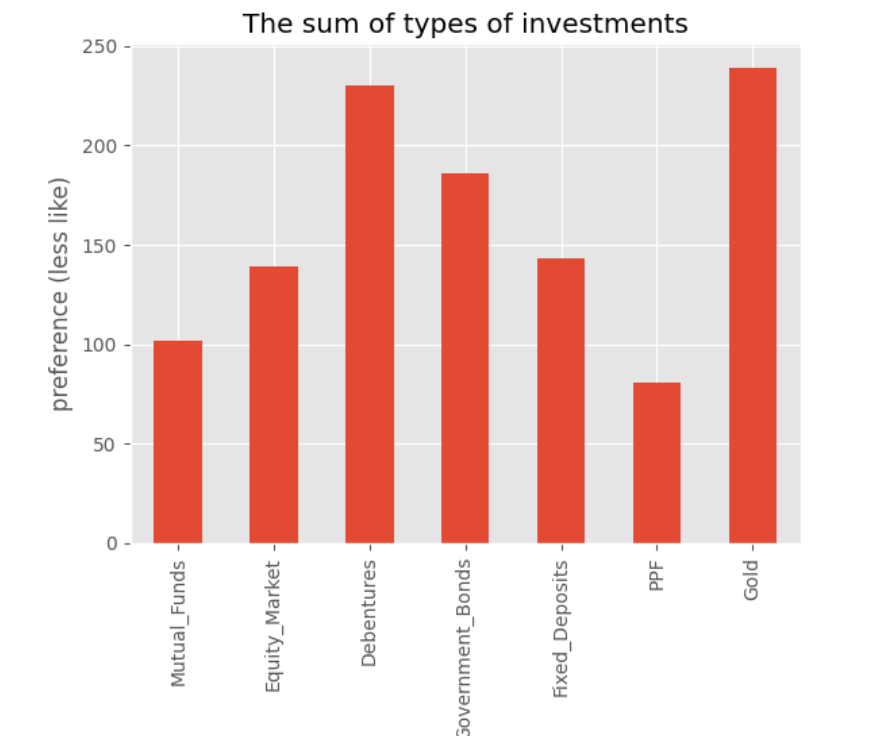 The sum of types of investments
250
200
150
100
50
0
preference (less like)
Mutual_Funds
Equity_Market
Debentures
Government_Bonds
Fixed_Deposits
PPF
Gold